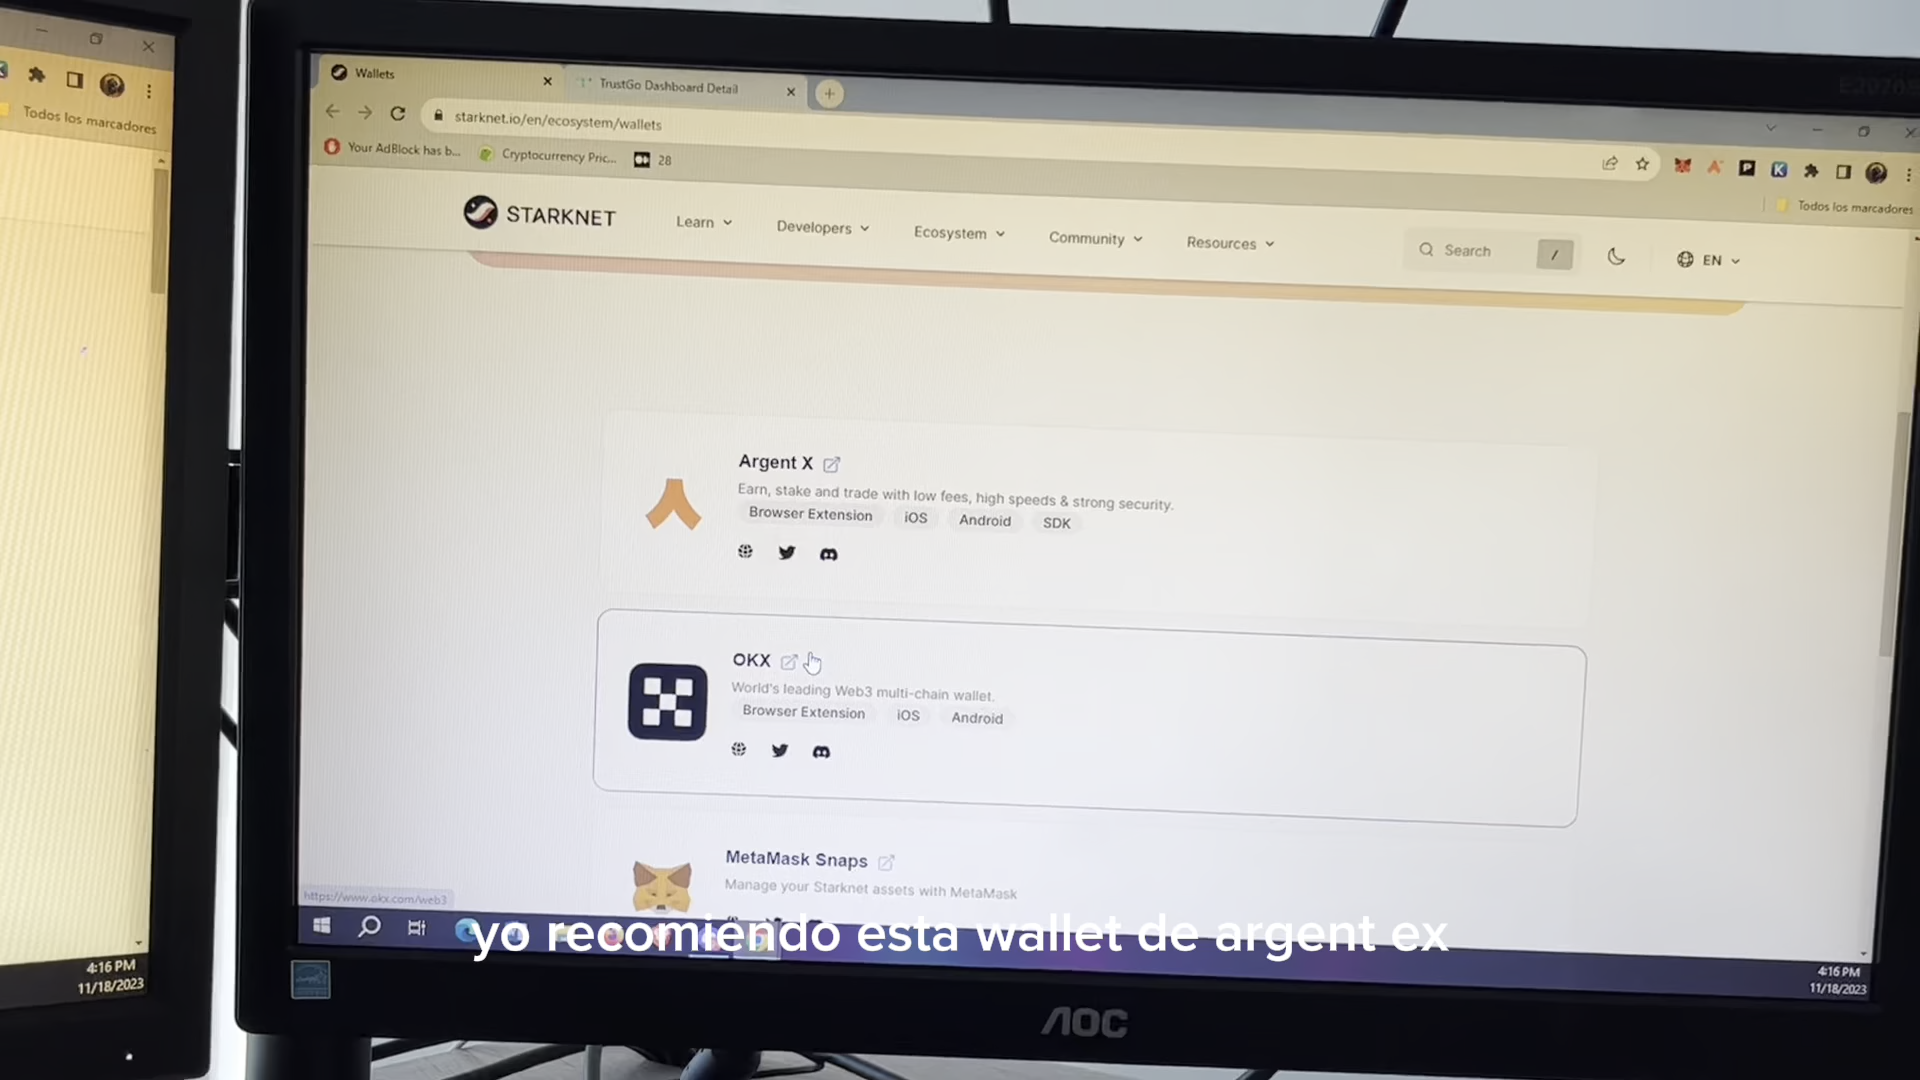 Todos los marcadores
4:16 PM
11/18/2023
Wallets
TrustGo Dashboard Detail
starknet.io/en/ecosystem/wallets
Your AdBlock has b...
Cryptocurrency Pric...
28
Todos los marcadores
STARKNET
Learn
Developers
Ecosystem
Community
Resources
Search
/
EN
Argent X
Earn, stake and trade with low fees, high speeds & strong security.
Browser Extension iOS Android SDK
OKX
World's leading Web3 multi-chain wallet.
Browser Extension iOS Android
MetaMask Snaps
Manage your Starknet assets with MetaMask
https://www.okx.com/web3
yo recomiendo esta wallet de argent ex
4:16 PM
11/18/2023
AOC